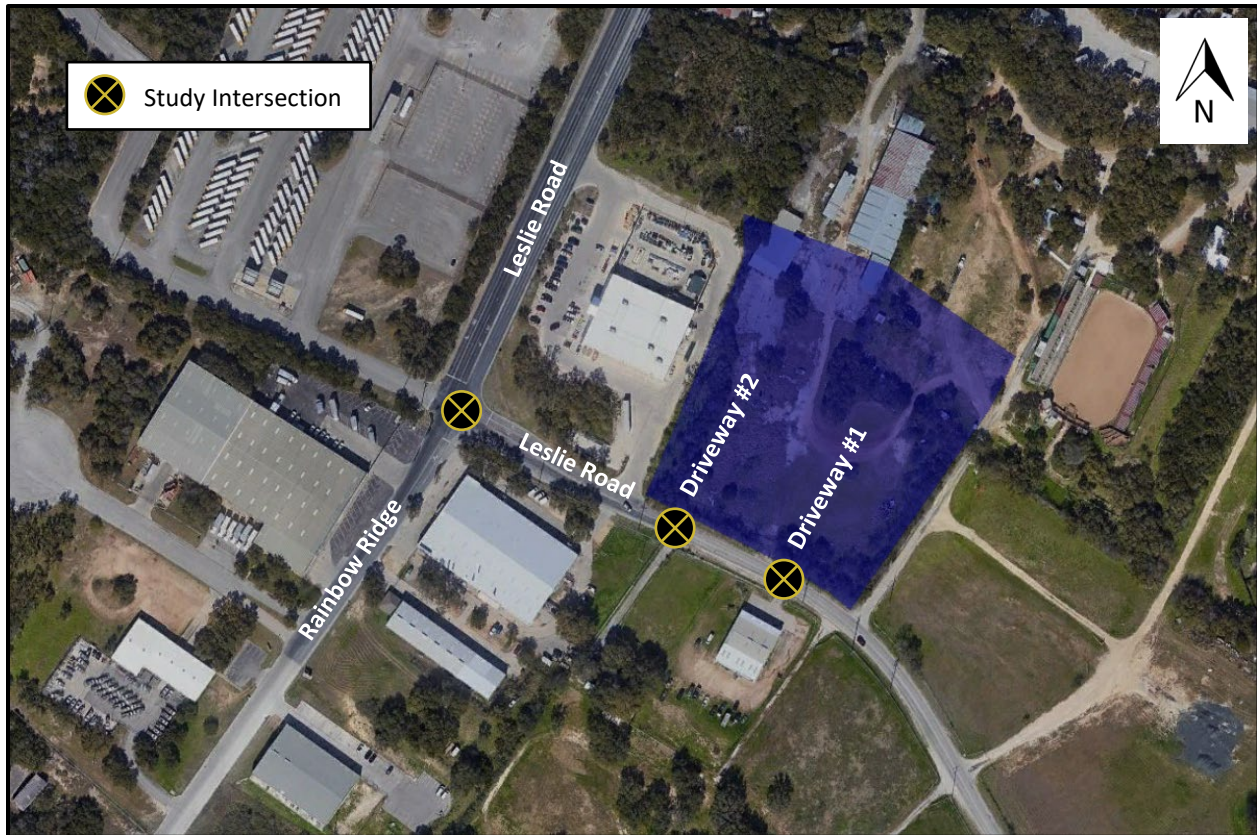 Study Intersection
N
Leslie Road
Leslie Road
Driveway #2
Driveway #1
Rainbow Ridge